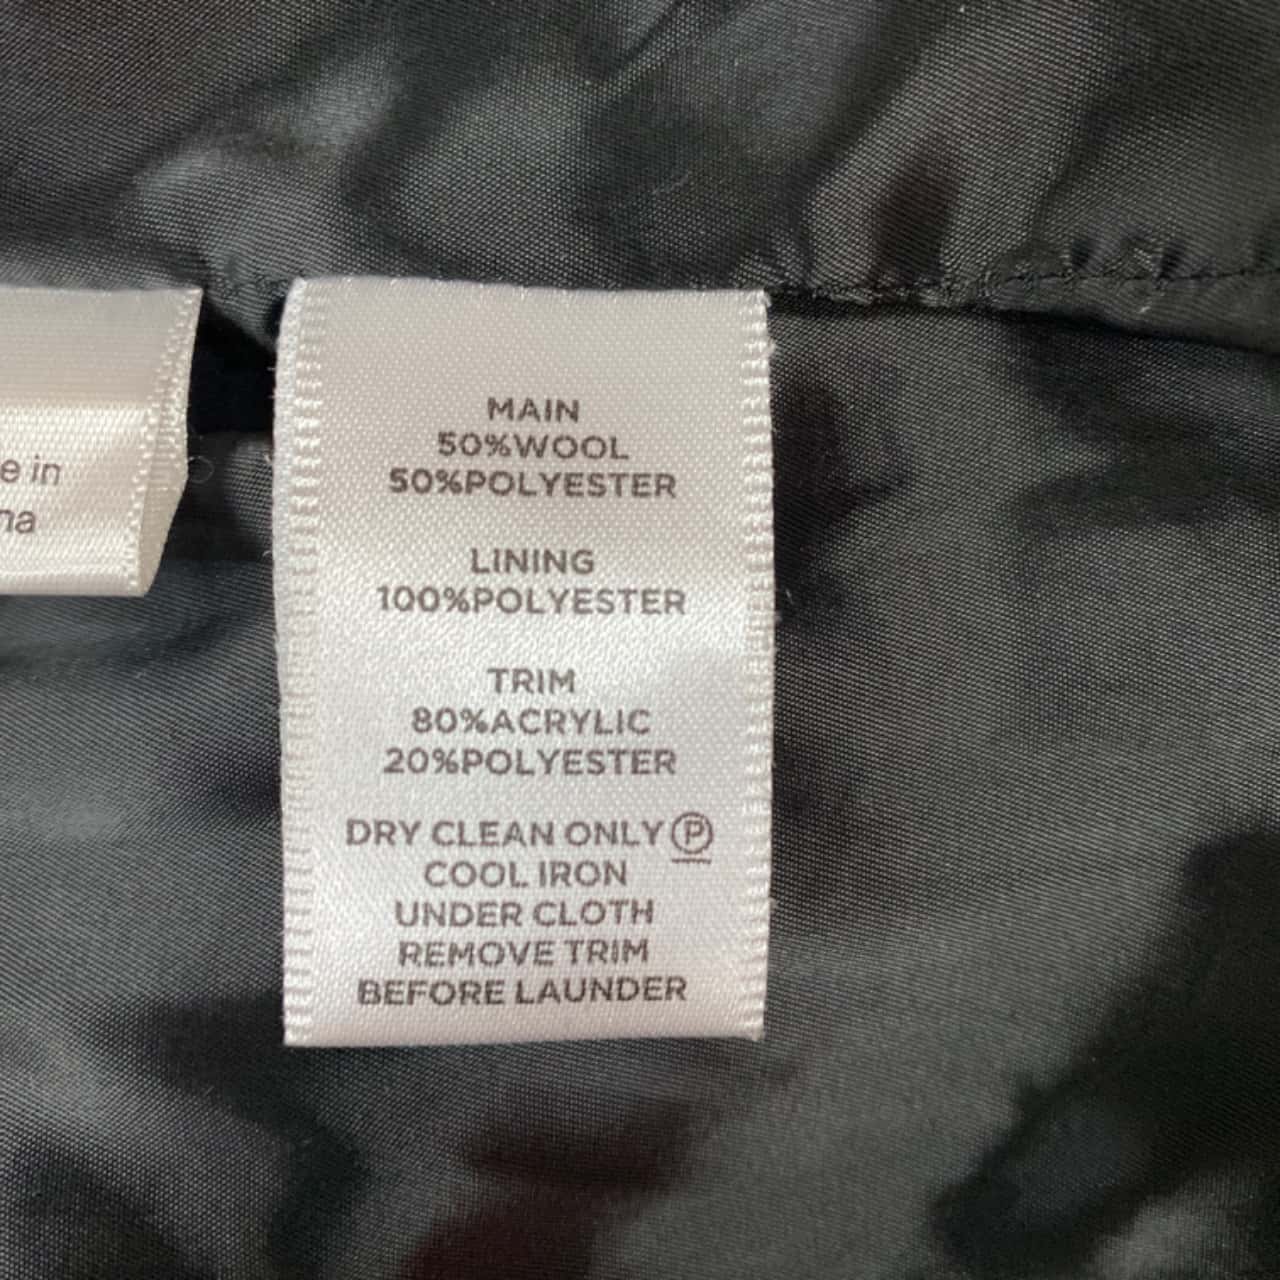 e in
na
MAIN
50%WOOL
50%POLYESTER
LINING
100%POLYESTER
TRIM
80%ACRYLIC
20%POLYESTER
DRY CLEAN ONLY Ⓟ
COOL IRON
UNDER CLOTH
REMOVE TRIM
BEFORE LAUNDER